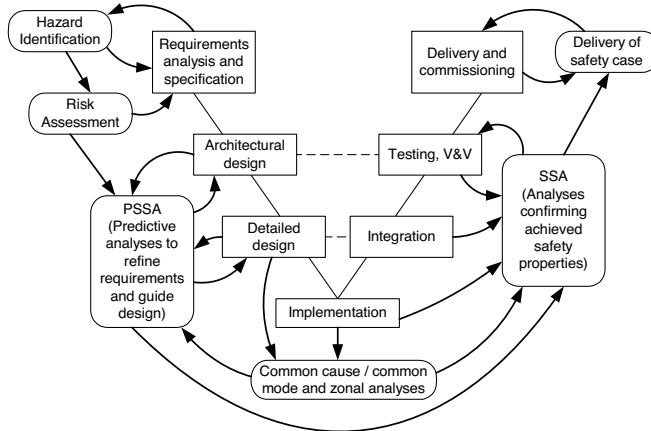 Hazard
Identification
Requirements
analysis and
specification
Delivery and
commissioning
Delivery of
safety case
Risk
Assessment
Architectural
design
Testing, V&V
SSA
(Analyses
confirming
achieved
safety
properties)
PSSA
(Predictive
analyses to
refine
requirements
and guide
design)
Detailed
design
Integration
Implementation
Common cause / common
mode and zonal analyses